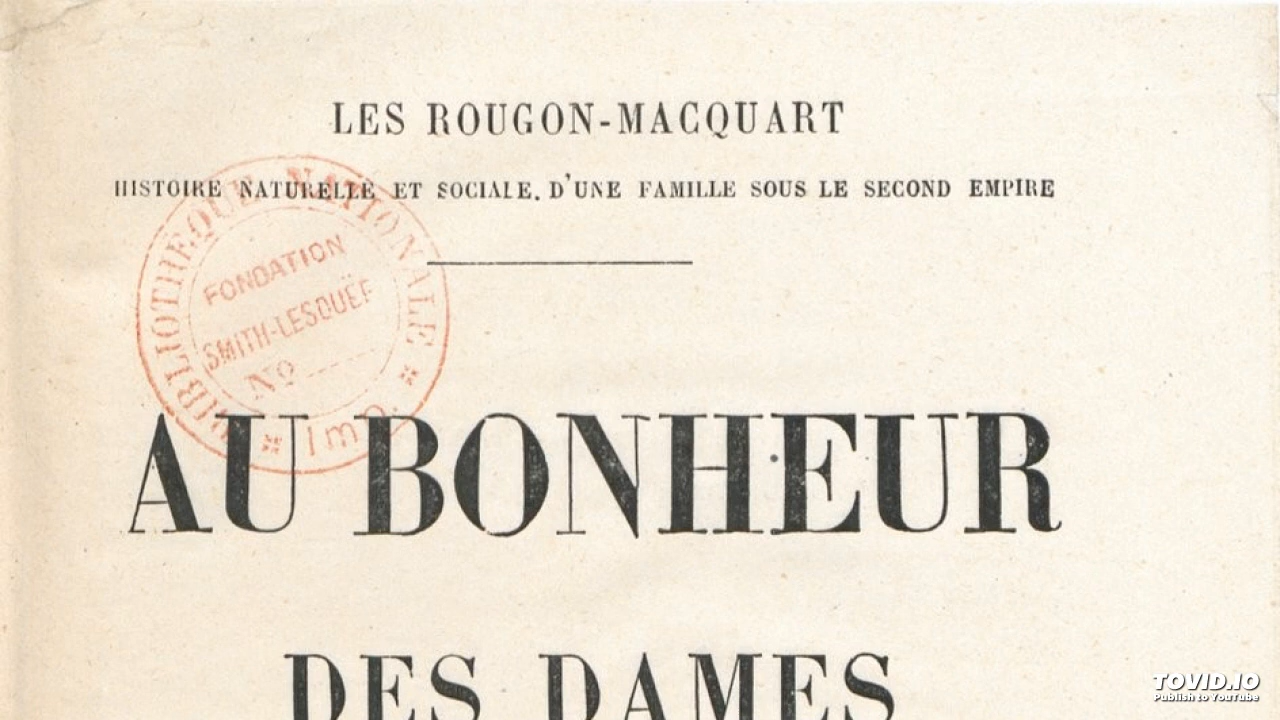 LES ROUGON-MACQUART
HISTOIRE NATURELLE ET SOCIALE. D'UNE FAMILLE SOUS LE SECOND EMPIRE
BIBLIOTHÈQUE NATIONALE
FONDATION
SMITH-LESOUËF
No
Imp.
AU BONHEUR
DES DAMES
TOVID.IO
Publish to YouTube